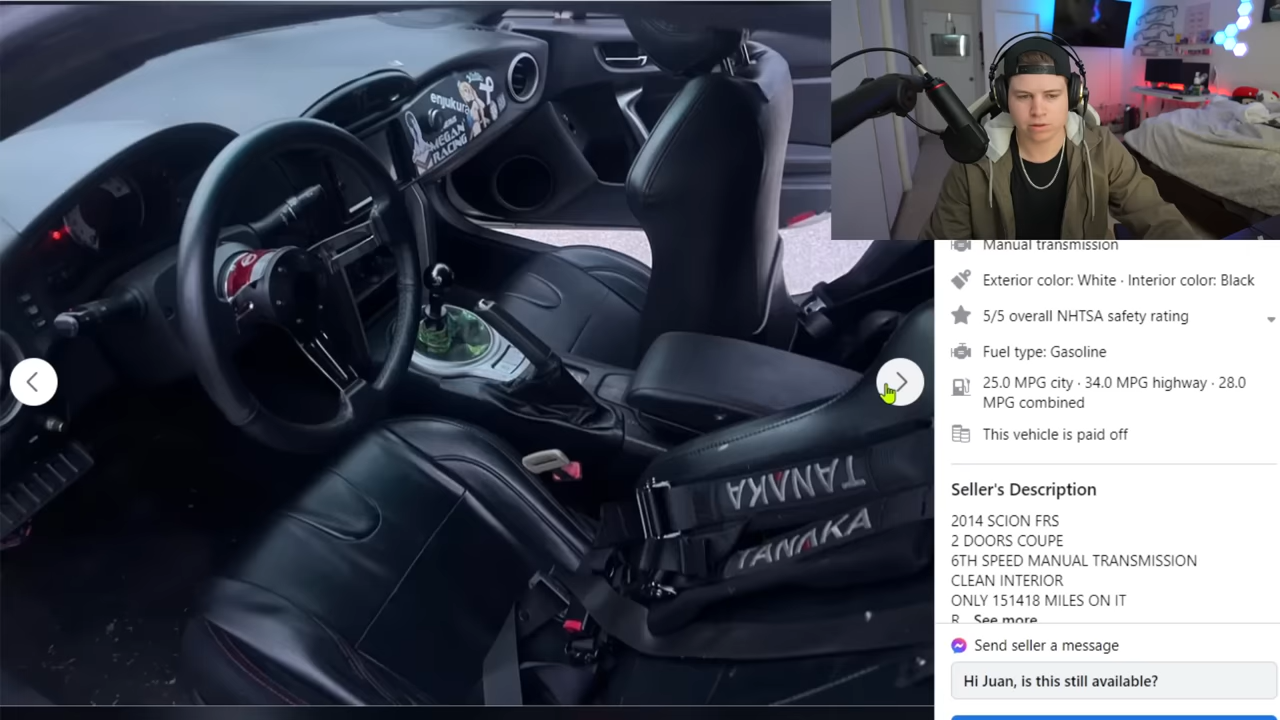 enjukura
MEGAN
RACING
TANAKA
TANAKA
Manual transmission
Exterior color: White · Interior color: Black
5/5 overall NHTSA safety rating
Fuel type: Gasoline
25.0 MPG city · 34.0 MPG highway · 28.0
MPG combined
This vehicle is paid off
Seller's Description
2014 SCION FRS
2 DOORS COUPE
6TH SPEED MANUAL TRANSMISSION
CLEAN INTERIOR
ONLY 151418 MILES ON IT
R... See more
Send seller a message
Hi Juan, is this still available?